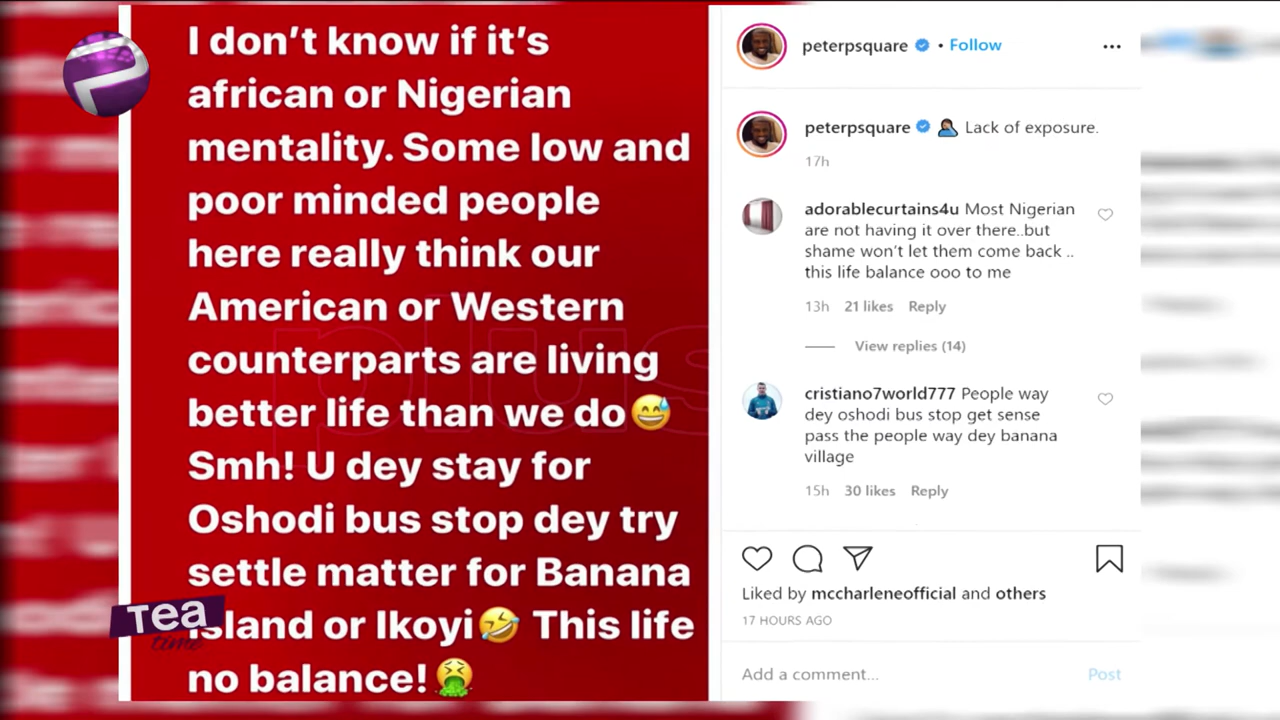 I don't know if it's
african or Nigerian
mentality. Some low and
poor minded people
here really think our
American or Western
counterparts are living
better life than we do😅
Smh! U dey stay for
Oshodi bus stop dey try
settle matter for Banana
island or Ikoyi🤣 This life
no balance!🤮
plus
Tea
time
peterpsquare • Follow
peterpsquare 🤦🏿‍♂️ Lack of exposure.
17h
adorablecurtains4u Most Nigerian
are not having it over there..but
shame won't let them come back ..
this life balance ooo to me
13h 21 likes Reply
View replies (14)
cristiano7world777 People way
dey oshodi bus stop get sense
pass the people way dey banana
village
15h 30 likes Reply
Liked by mccharleneofficial and others
17 HOURS AGO
Add a comment... Post